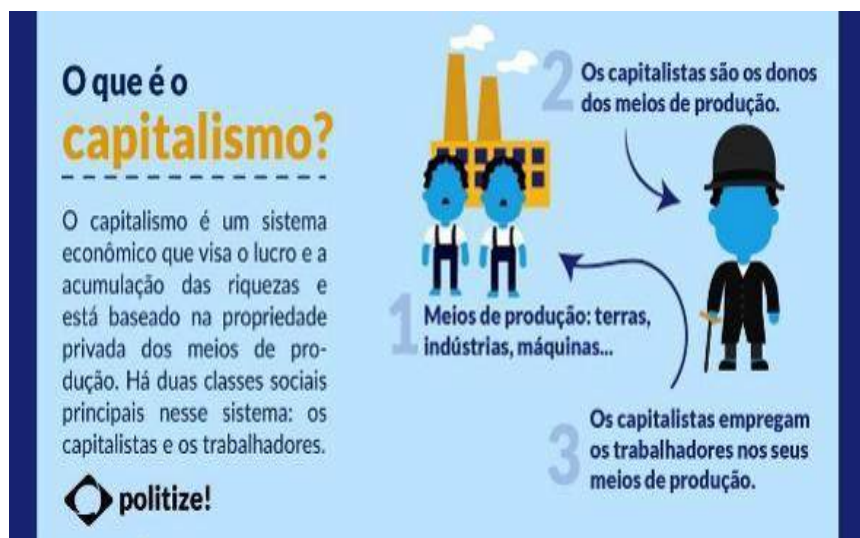 O que é o
capitalismo?
O capitalismo é um sistema
econômico que visa o lucro e a
acumulação das riquezas e
está baseado na propriedade
privada dos meios de pro-
dução. Há duas classes sociais
principais nesse sistema: os
capitalistas e os trabalhadores.
politize!
1
Meios de produção: terras,
indústrias, máquinas...
2
Os capitalistas são os donos
dos meios de produção.
3
Os capitalistas empregam
os trabalhadores nos seus
meios de produção.